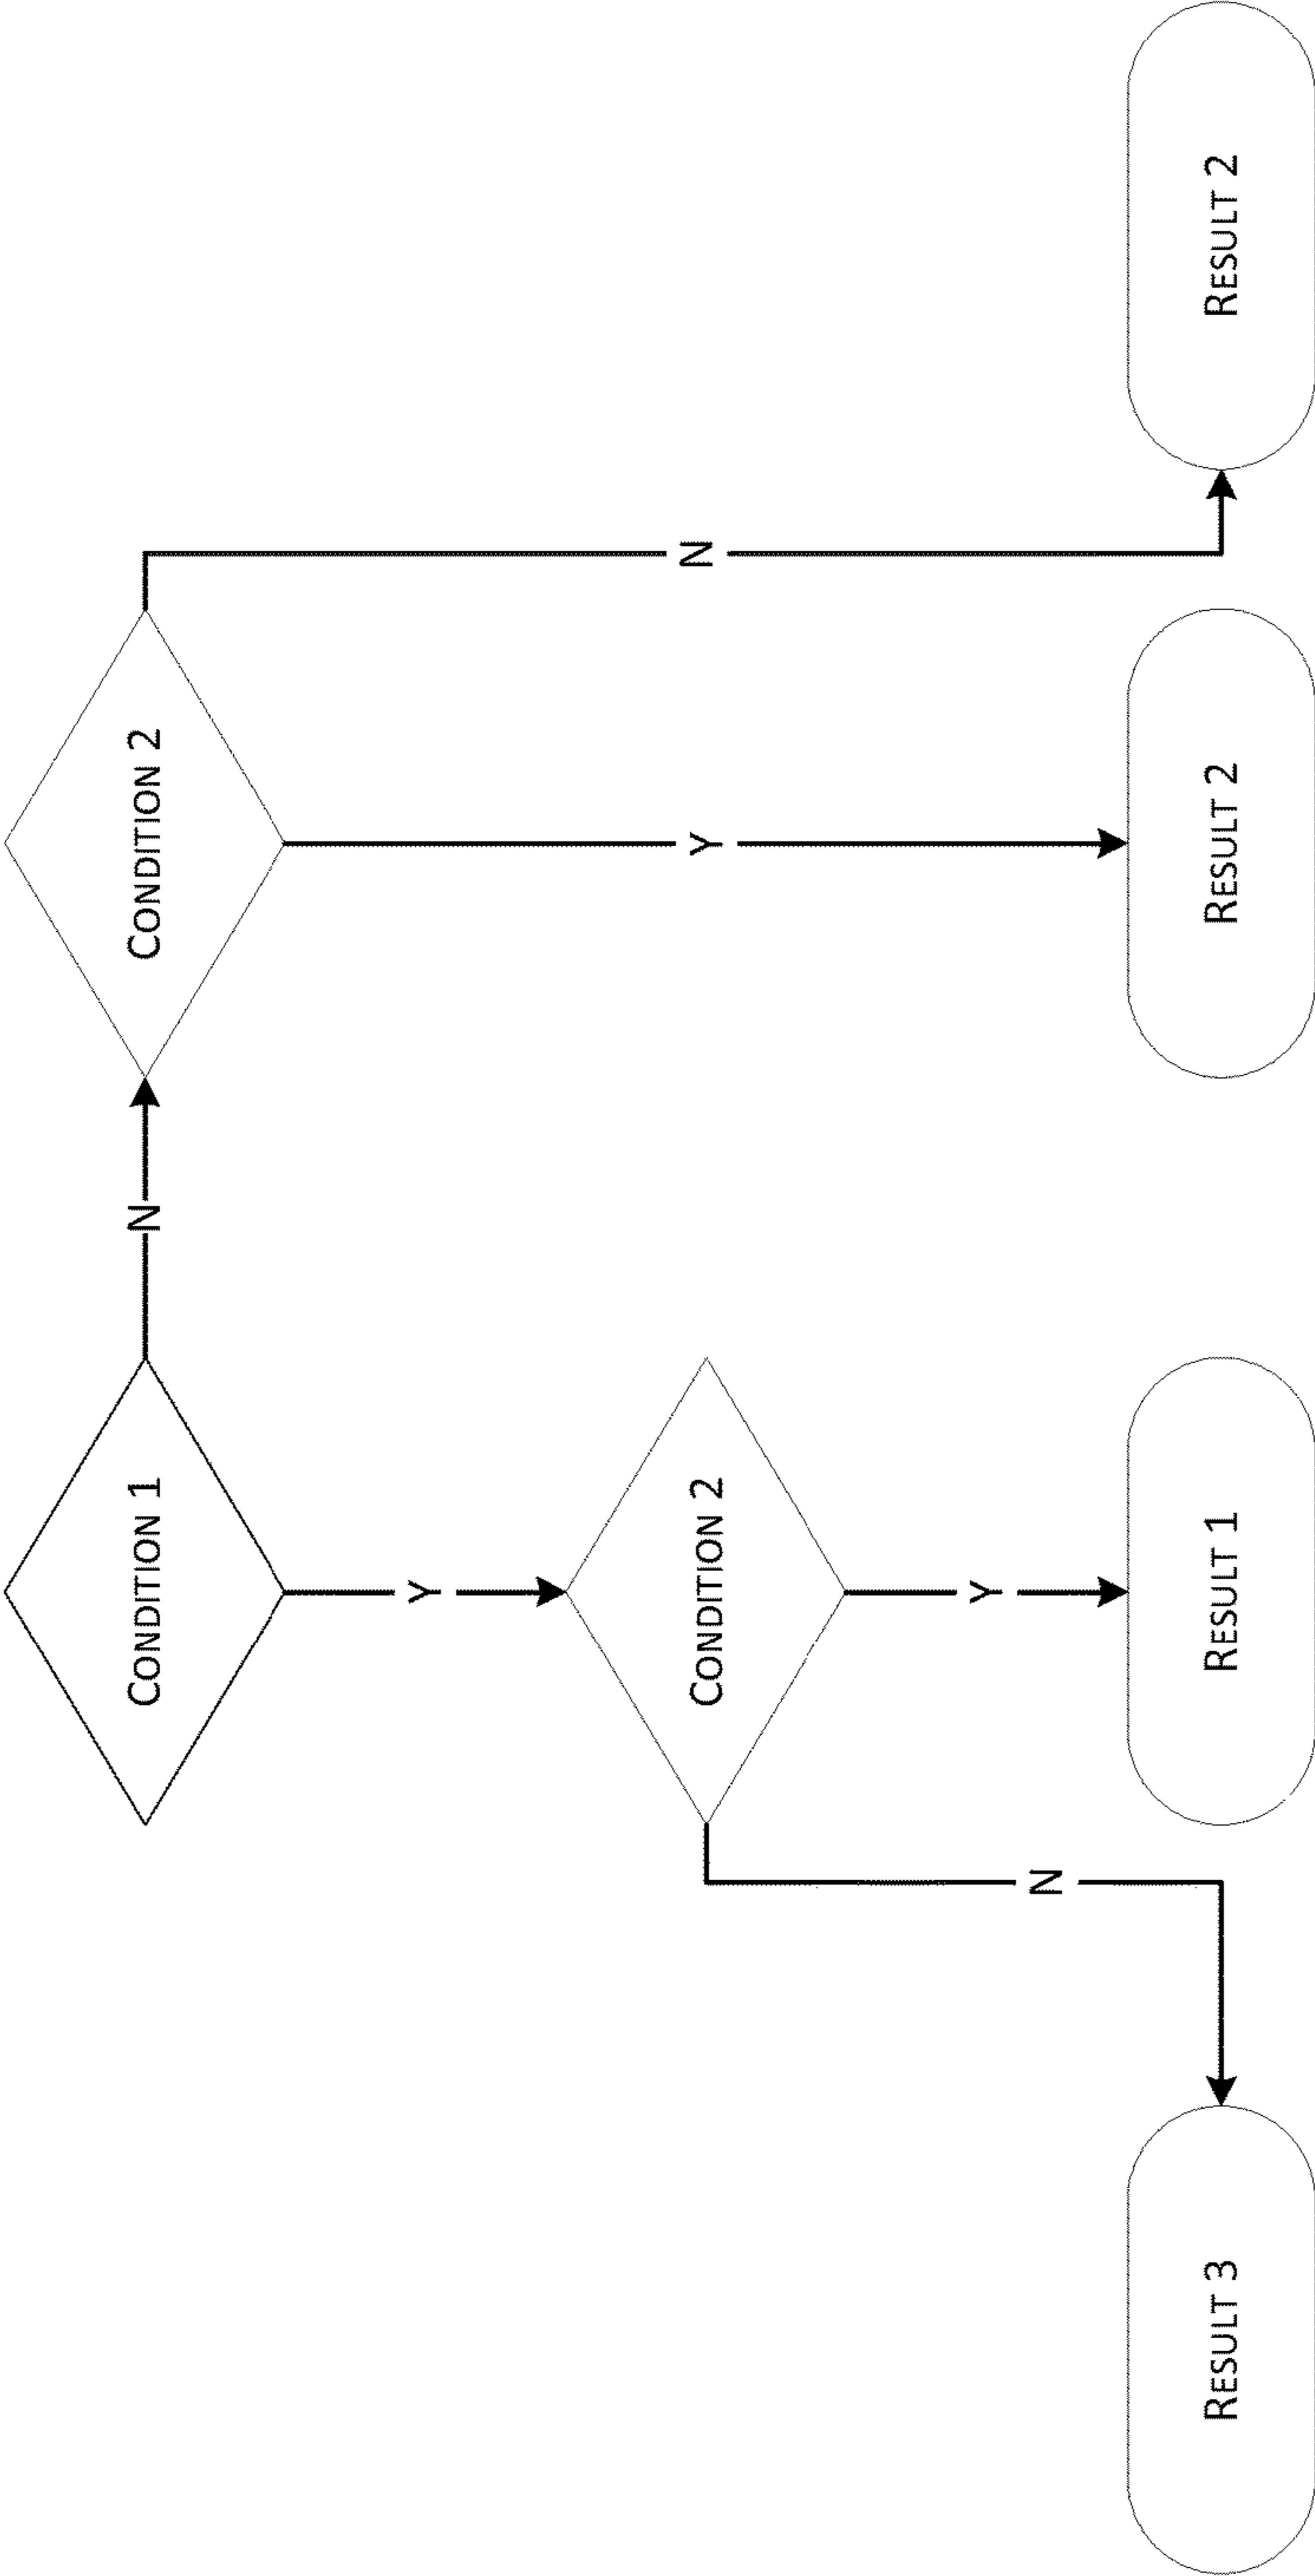 CONDITION 1
N
CONDITION 2
Y
CONDITION 2
Y
N
N
Y
RESULT 3
RESULT 1
RESULT 2
RESULT 2